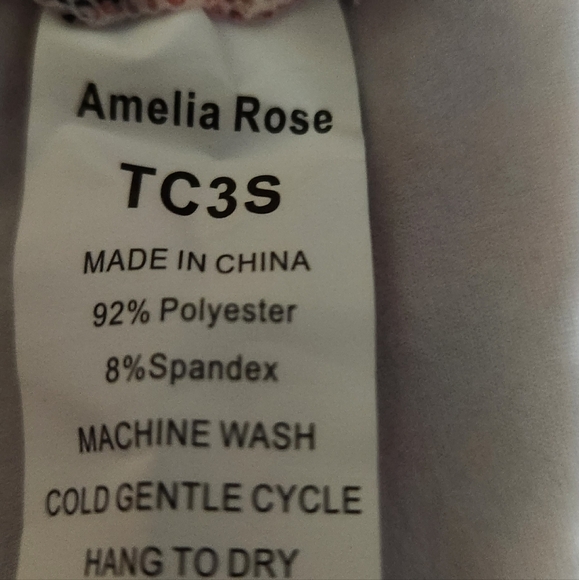 Amelia Rose
TC3S
MADE IN CHINA
92% Polyester
8%Spandex
MACHINE WASH
COLD GENTLE CYCLE
HANG TO DRY